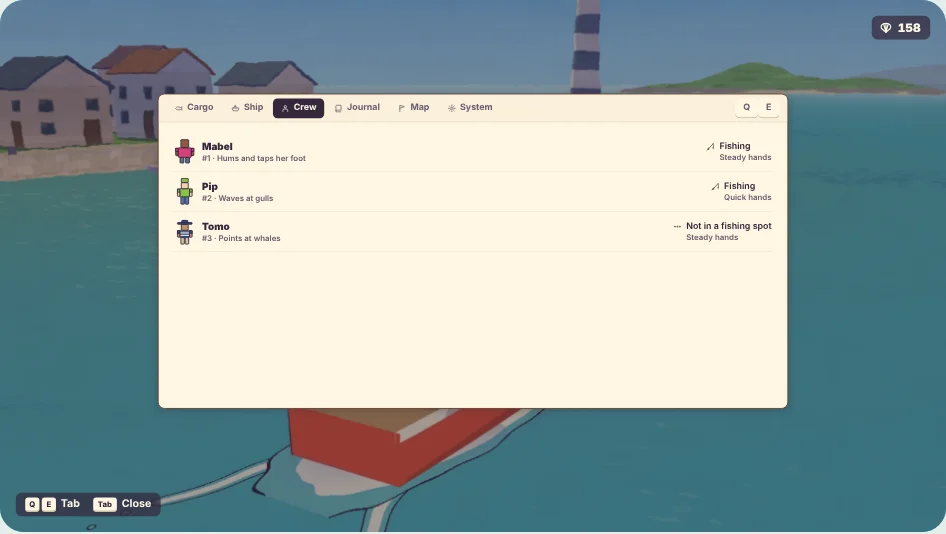 158
Cargo Ship Crew Journal Map System Q E
Mabel
#1 · Hums and taps her foot
Fishing
Steady hands
Pip
#2 · Waves at gulls
Fishing
Quick hands
Tomo
#3 · Points at whales
Not in a fishing spot
Steady hands
Q E Tab Tab Close